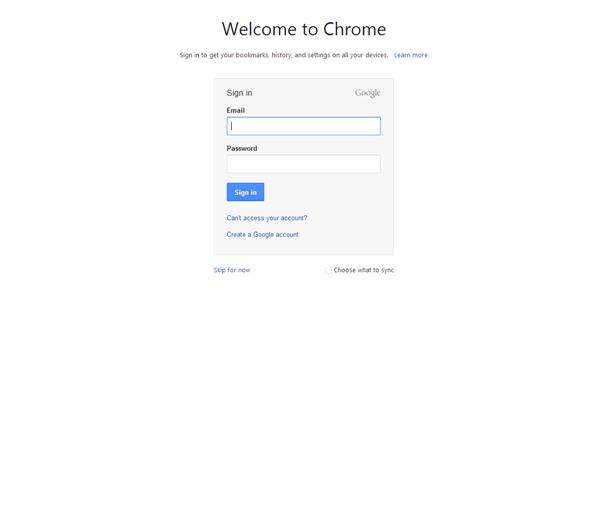 Welcome to Chrome
Sign in to get your bookmarks, history, and settings on all your devices. Learn more
Sign in Google
Email
Password
Sign in
Can't access your account?
Create a Google account
Skip for now Choose what to sync